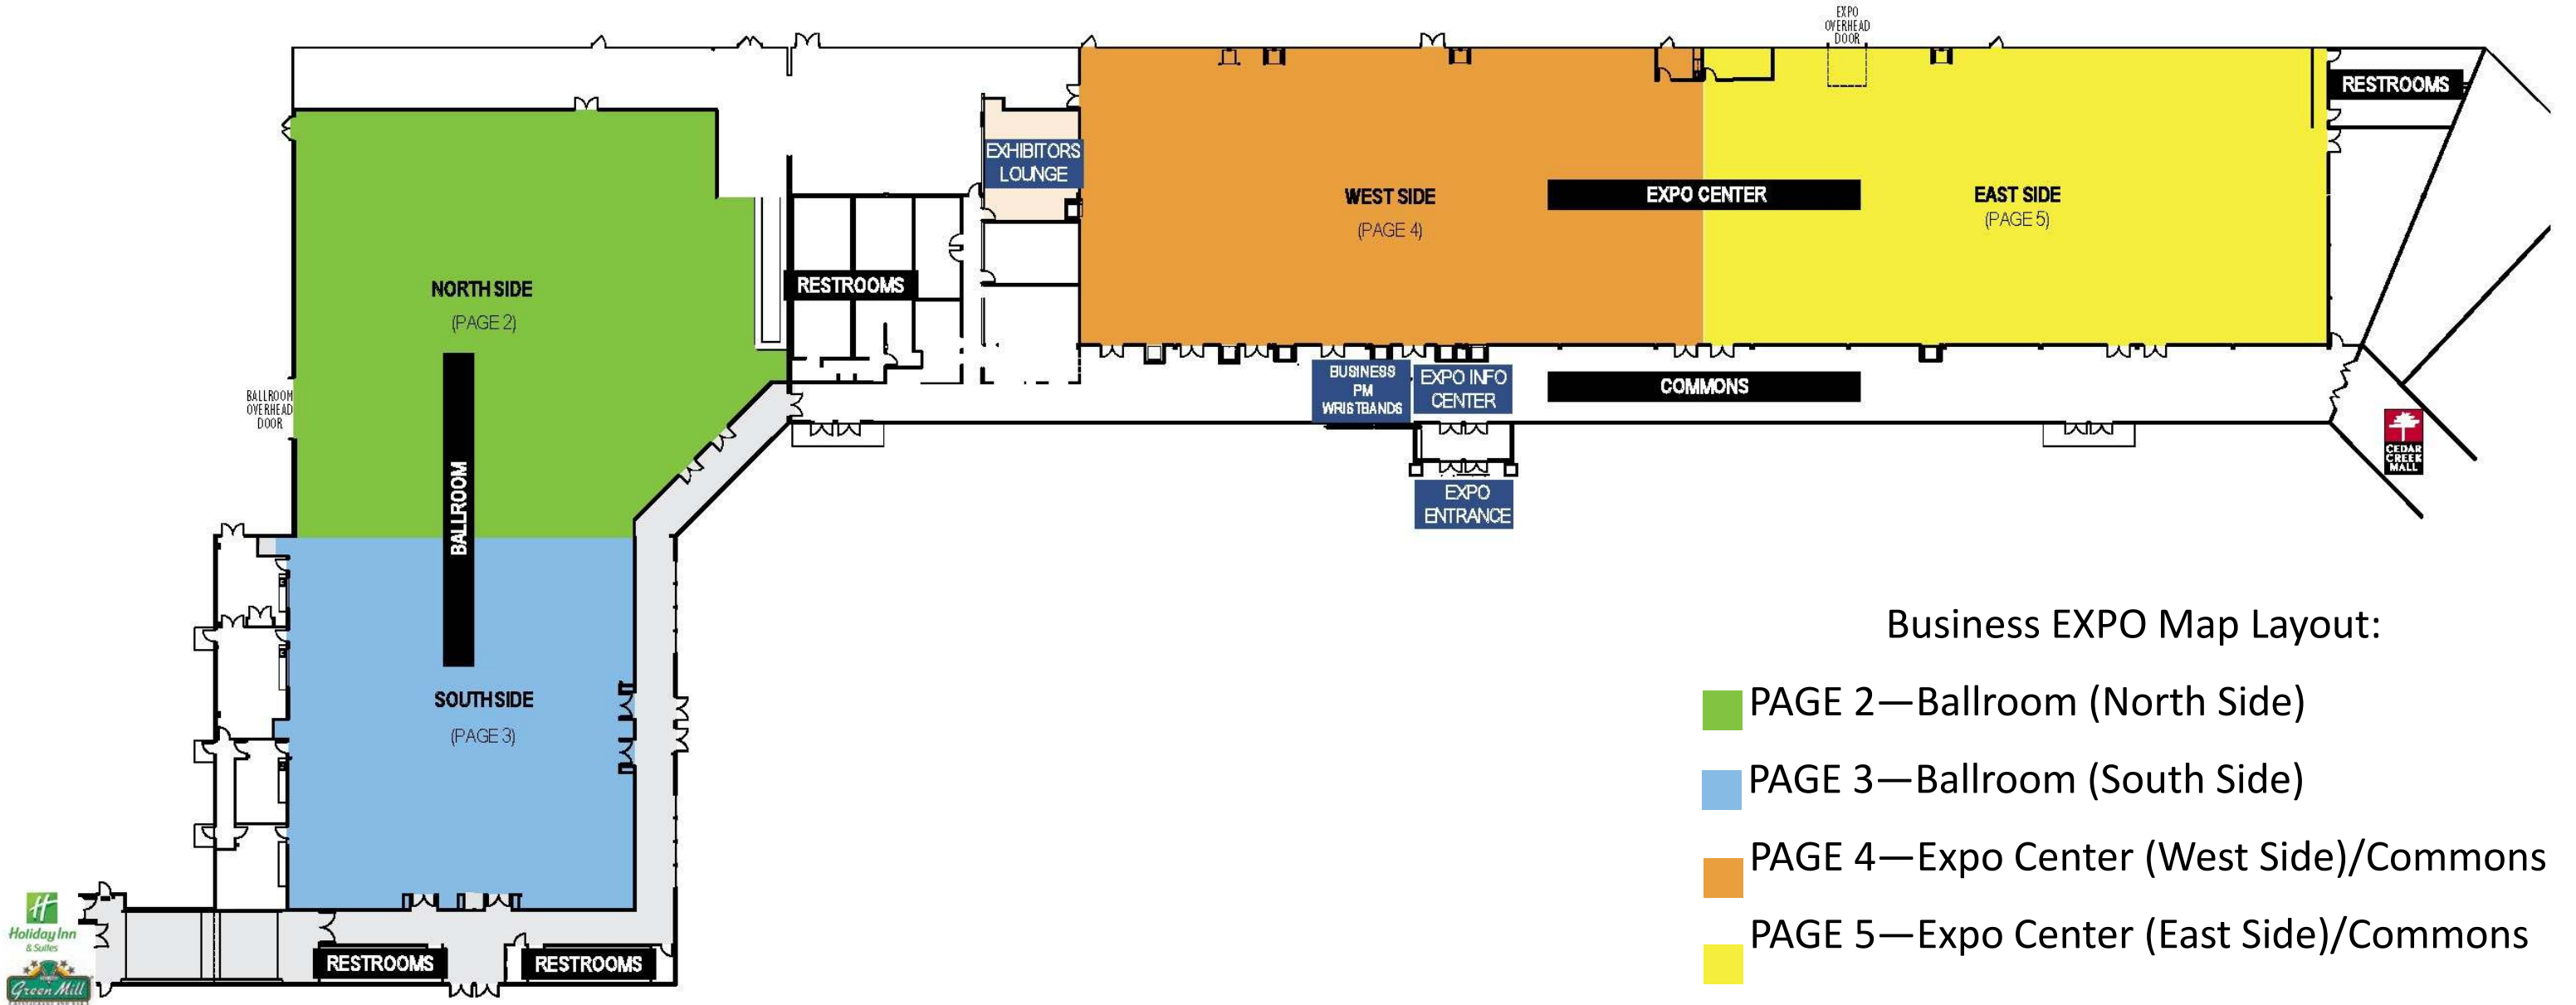 EXPO
OVERHEAD
DOOR
RESTROOMS
EXHIBITORS
LOUNGE
WEST SIDE
(PAGE 4)
EXPO CENTER
EAST SIDE
(PAGE 5)
NORTH SIDE
(PAGE 2)
RESTROOMS
BUSINESS
PM
WRISTBANDS
EXPO INFO
CENTER
COMMONS
BALLROOM
OVERHEAD
DOOR
CEDAR
CREEK
MALL
BALLROOM
EXPO
ENTRANCE
SOUTH SIDE
(PAGE 3)
Business EXPO Map Layout:
PAGE 2—Ballroom (North Side)
PAGE 3—Ballroom (South Side)
PAGE 4—Expo Center (West Side)/Commons
PAGE 5—Expo Center (East Side)/Commons
H
Holiday Inn
& Suites
Green Mill
RESTROOMS
RESTROOMS